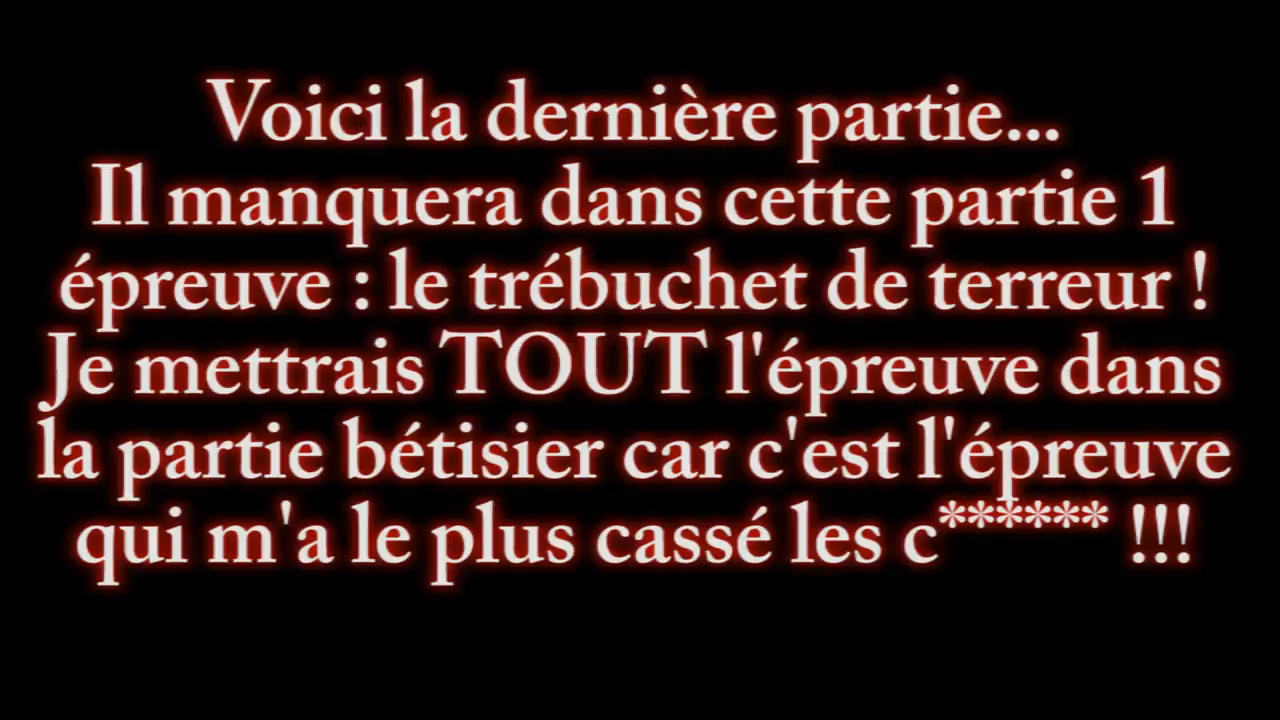 Voici la dernière partie...
Il manquera dans cette partie 1
épreuve : le trébuchet de terreur !
Je mettrais TOUT l'épreuve dans
la partie bétisier car c'est l'épreuve
qui m'a le plus cassé les c****** !!!